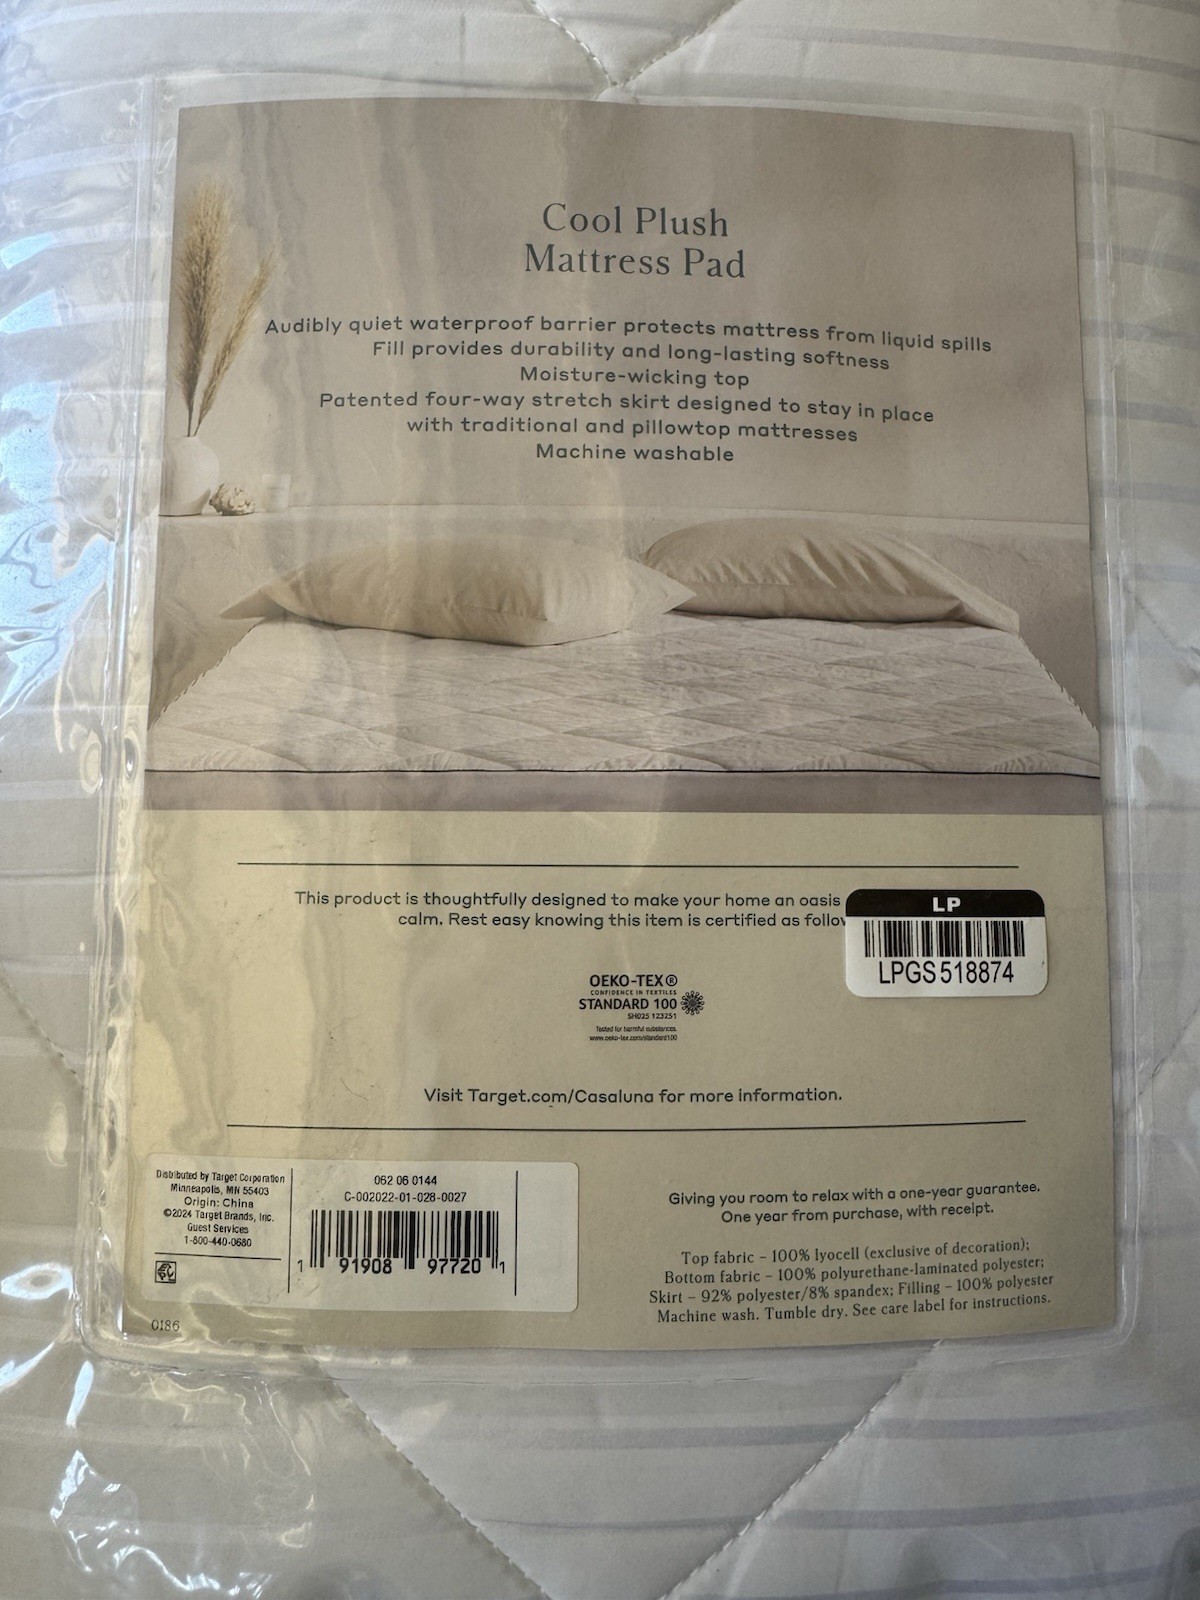 Cool Plush
Mattress Pad
Audibly quiet waterproof barrier protects mattress from liquid spills
Fill provides durability and long-lasting softness
Moisture-wicking top
Patented four-way stretch skirt designed to stay in place
with traditional and pillowtop mattresses
Machine washable
This product is thoughtfully designed to make your home an oasis
calm. Rest easy knowing this item is certified as follow
LP
LPGS518874
OEKO-TEX®
CONFIDENCE IN TEXTILES
STANDARD 100
SH025 123251
Tested for harmful substances.
www.oeko-tex.com/standard100
Visit Target.com/Casaluna for more information.
Distributed by Target Corporation
Minneapolis, MN 55403
Origin: China
©2024 Target Brands, Inc.
Guest Services
1-800-440-0680
062 06 0144
C-002022-01-028-0027
1 91908 97720 1
0186
Giving you room to relax with a one-year guarantee.
One year from purchase, with receipt.
Top fabric – 100% lyocell (exclusive of decoration);
Bottom fabric – 100% polyurethane-laminated polyester;
Skirt – 92% polyester/8% spandex; Filling – 100% polyester
Machine wash. Tumble dry. See care label for instructions.